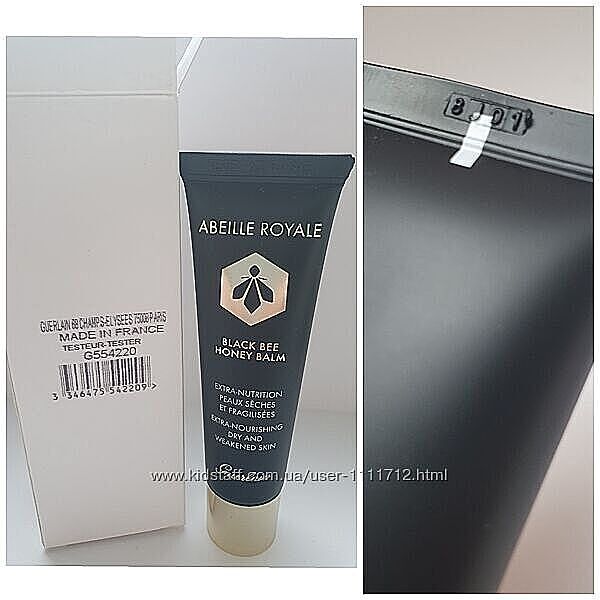 GUERLAIN 68 CHAMPS-ELYSEES 75008 PARIS
MADE IN FRANCE
TESTEUR-TESTER
G554220
3 346475 542209 >
ABEILLE ROYALE
BLACK BEE
HONEY BALM
EXTRA-NUTRITION
PEAUX SÈCHES
ET FRAGILISÉES
EXTRA-NOURISHING
DRY AND
WEAKENED SKIN
8J01
www.kidstaff.com.ua/user-1111712.html